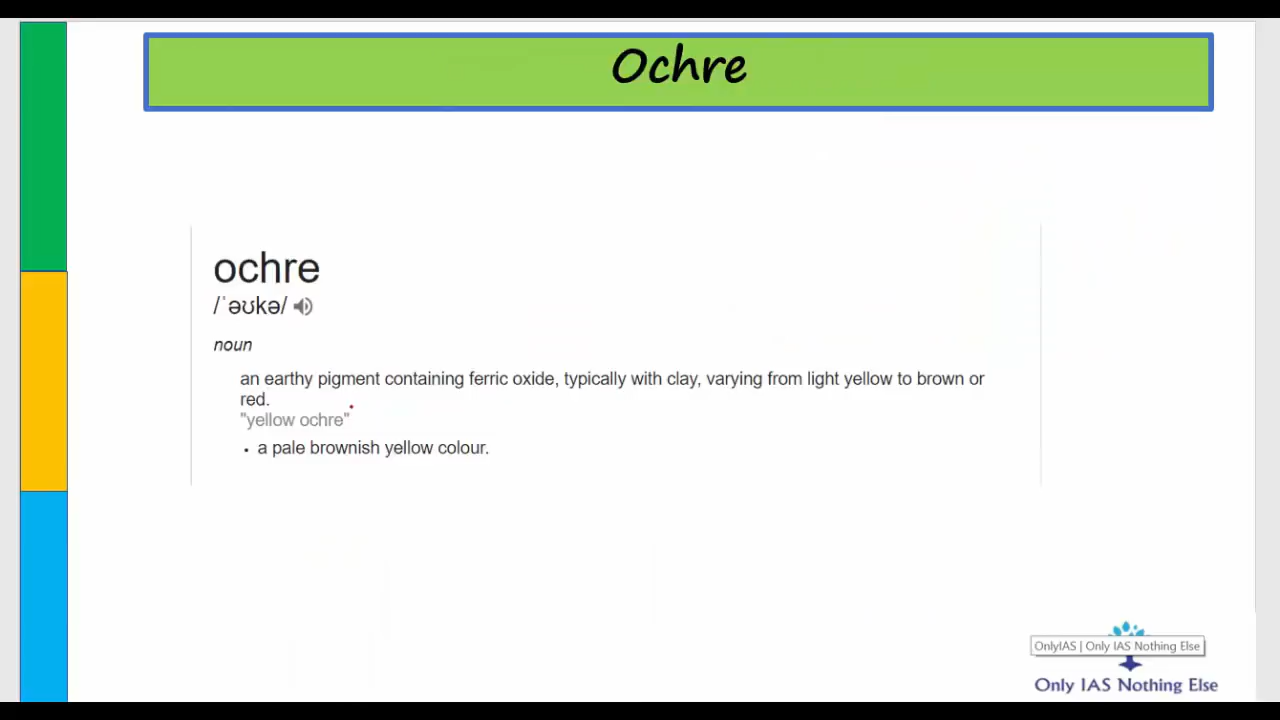 Ochre
ochre
/ˈəʊkə/
noun
an earthy pigment containing ferric oxide, typically with clay, varying from light yellow to brown or
red.
"yellow ochre"
• a pale brownish yellow colour.
OnlyIAS | Only IAS Nothing Else
Only IAS Nothing Else